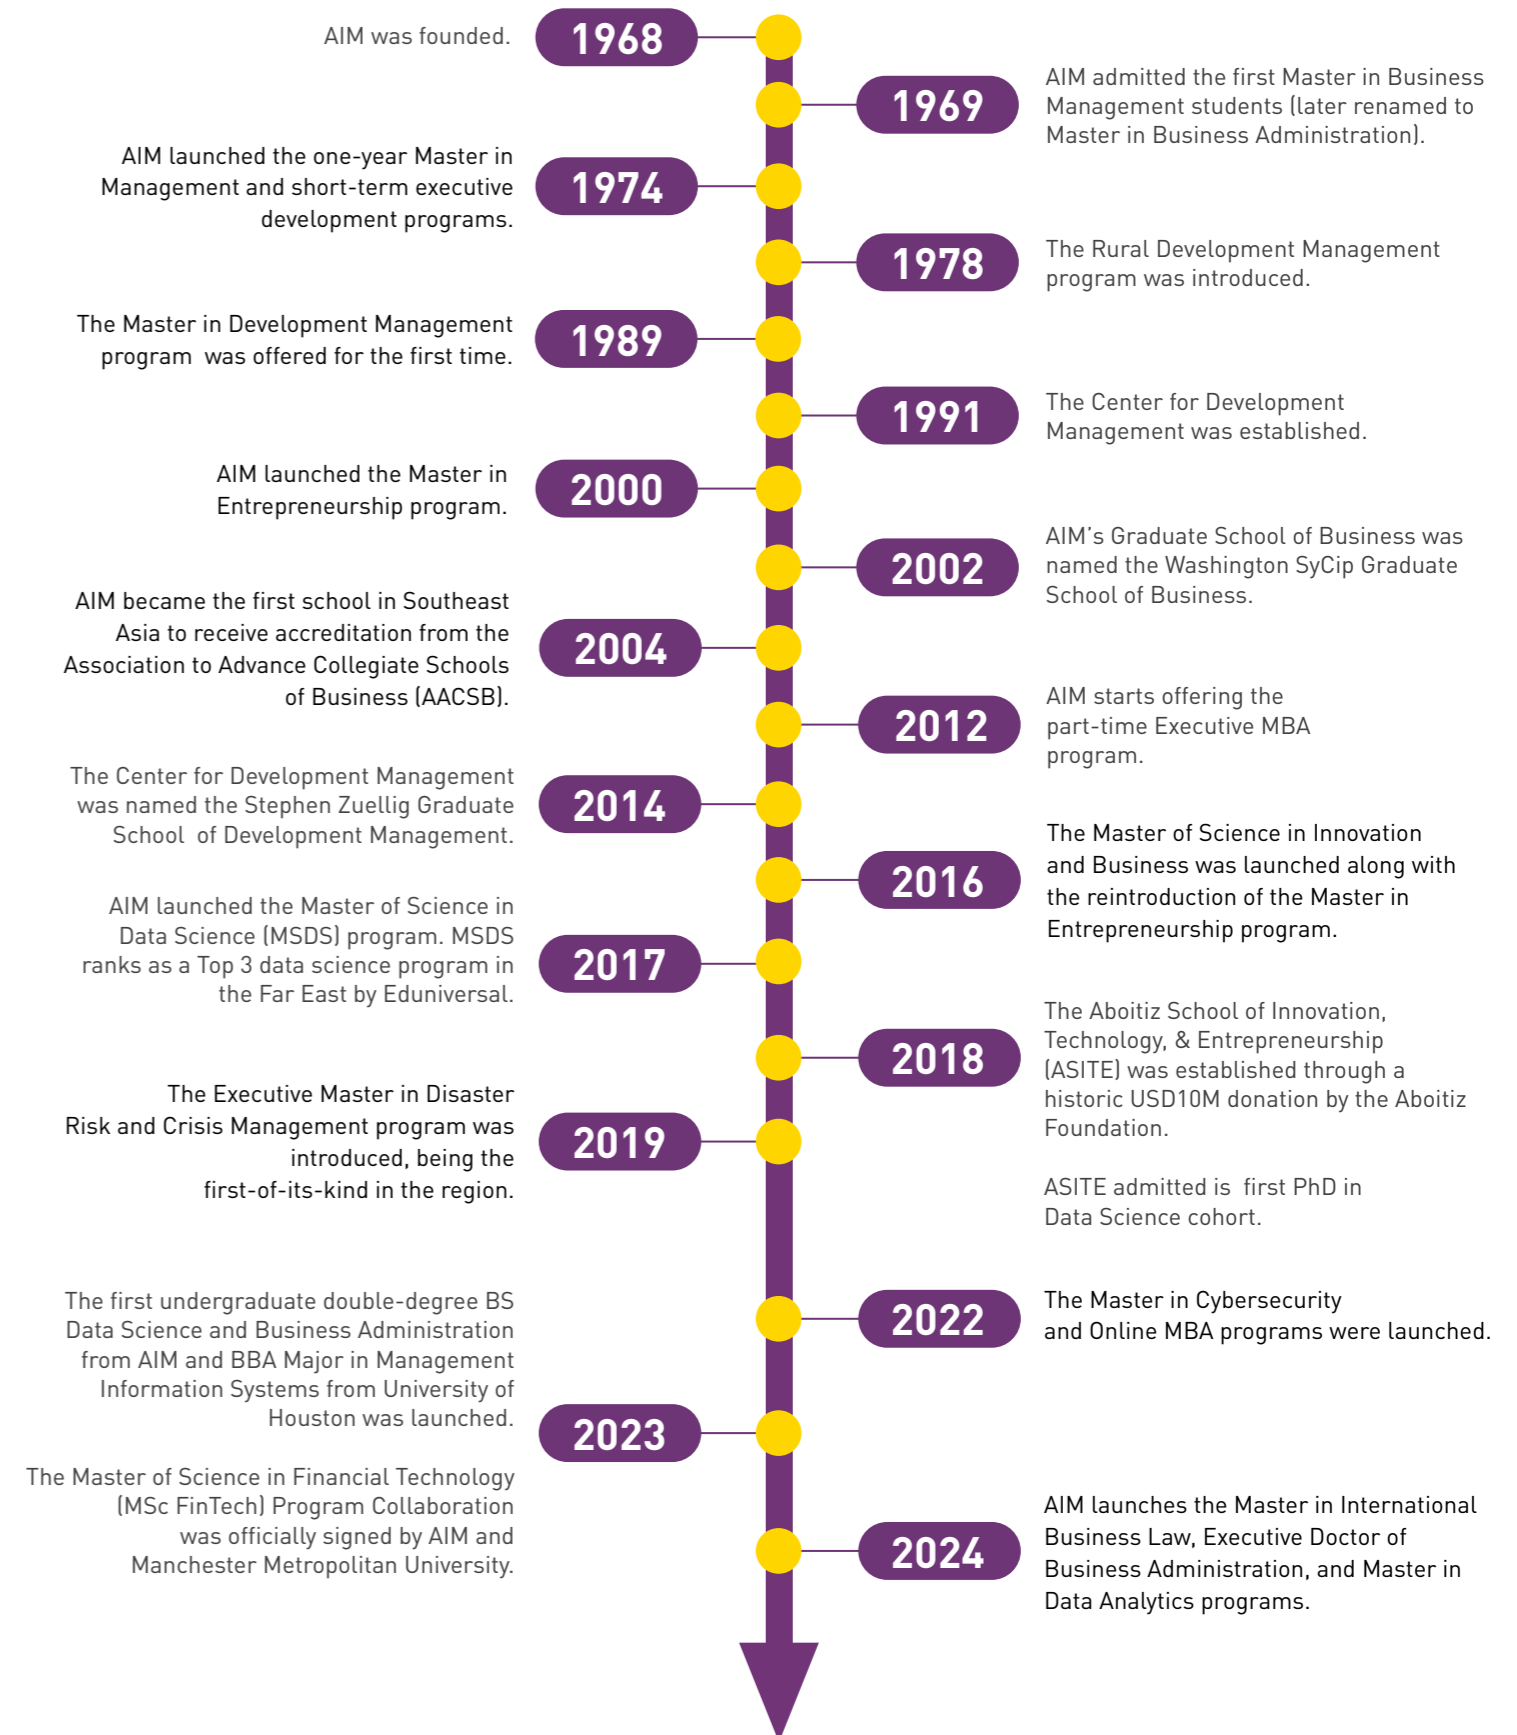 AIM was founded.
1968
1969
AIM admitted the first Master in Business
Management students (later renamed to
Master in Business Administration).
AIM launched the one-year Master in
Management and short-term executive
development programs.
1974
1978
The Rural Development Management
program was introduced.
The Master in Development Management
program  was offered for the first time.
1989
1991
The Center for Development
Management was established.
AIM launched the Master in
Entrepreneurship program.
2000
2002
AIM's Graduate School of Business was
named the Washington SyCip Graduate
School of Business.
AIM became the first school in Southeast
Asia to receive accreditation from the
Association to Advance Collegiate Schools
of Business (AACSB).
2004
2012
AIM starts offering the
part-time Executive MBA
program.
The Center for Development Management
was named the Stephen Zuellig Graduate
School  of Development Management.
2014
2016
The Master of Science in Innovation
and Business was launched along with
the reintroduction of the Master in
Entrepreneurship program.
AIM launched the Master of Science in
Data Science (MSDS) program. MSDS
ranks as a Top 3 data science program in
the Far East by Eduniversal.
2017
2018
The Aboitiz School of Innovation,
Technology, & Entrepreneurship
(ASITE) was established through a
historic USD10M donation by the Aboitiz
Foundation.
ASITE admitted is  first PhD in
Data Science cohort.
The Executive Master in Disaster
Risk and Crisis Management program was
introduced, being the
first-of-its-kind in the region.
2019
2022
The Master in Cybersecurity
and Online MBA programs were launched.
The first undergraduate double-degree BS
Data Science and Business Administration
from AIM and BBA Major in Management
Information Systems from University of
Houston was launched.
2023
The Master of Science in Financial Technology
(MSc FinTech) Program Collaboration
was officially signed by AIM and
Manchester Metropolitan University.
2024
AIM launches the Master in International
Business Law, Executive Doctor of
Business Administration, and Master in
Data Analytics programs.